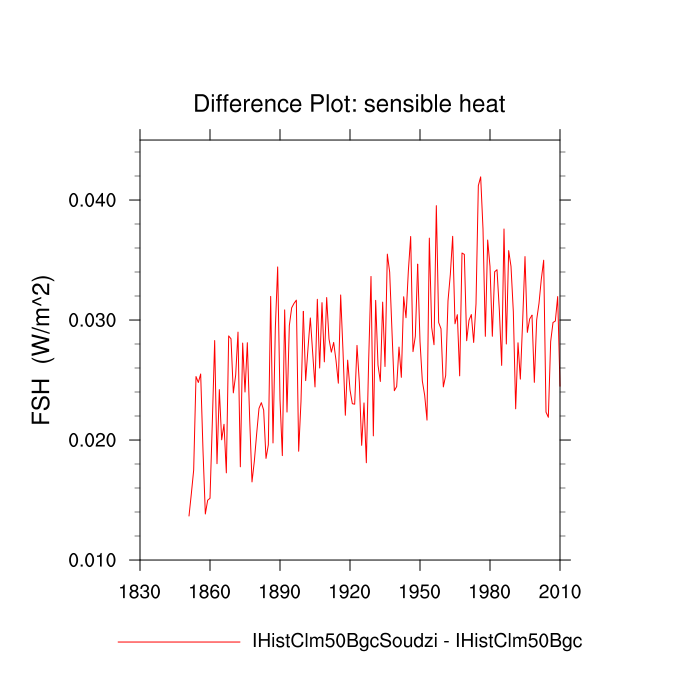 Difference Plot: sensible heat
0.040
0.030
0.020
0.010
FSH (W/m^2)
1830 1860 1890 1920 1950 1980 2010
IHistClm50BgcSoudzi - IHistClm50Bgc